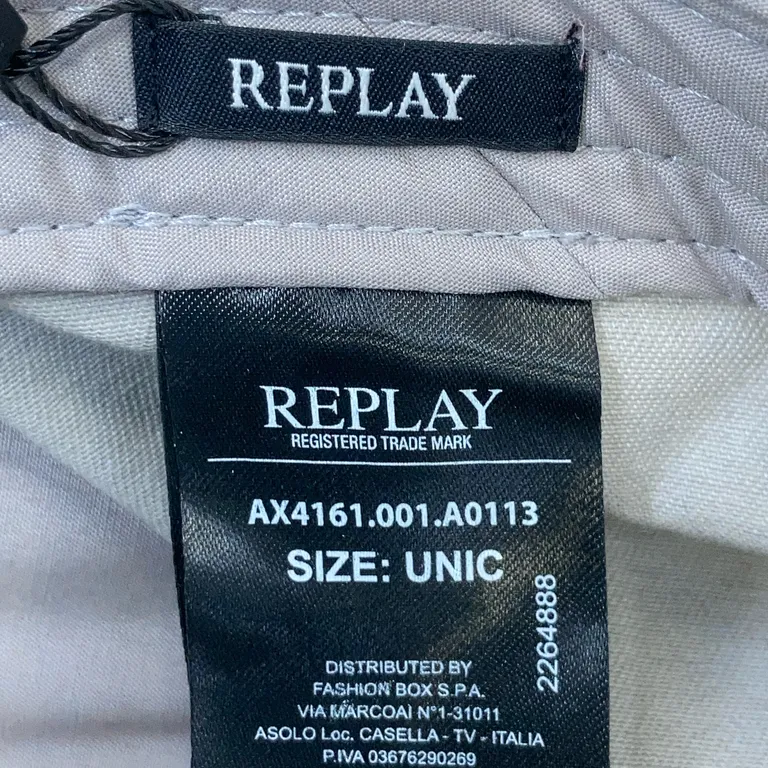 REPLAY
REPLAY
REGISTERED TRADE MARK
AX4161.001.A0113
SIZE: UNIC
2264888
DISTRIBUTED BY
FASHION BOX S.P.A.
VIA MARCOAI N°1-31011
ASOLO Loc. CASELLA - TV - ITALIA
P.IVA 03676290269